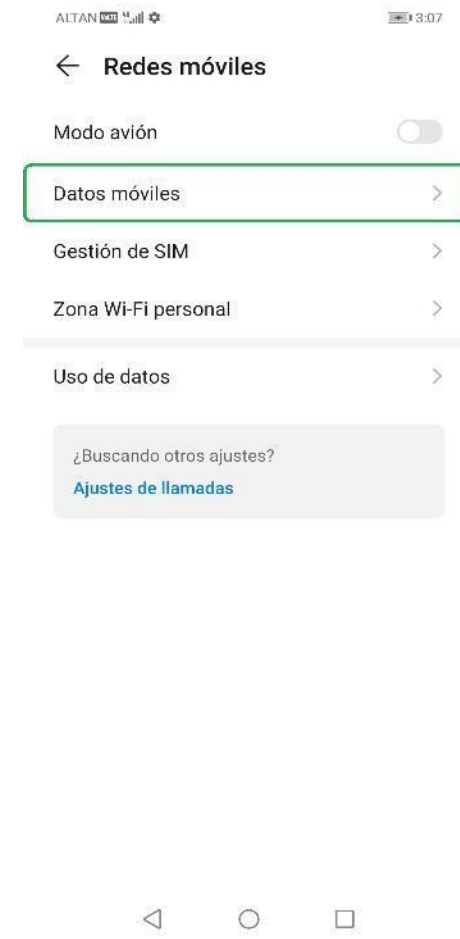 ALTAN 3:07
Redes móviles
Modo avión
Datos móviles
Gestión de SIM
Zona Wi-Fi personal
Uso de datos
¿Buscando otros ajustes?
Ajustes de llamadas